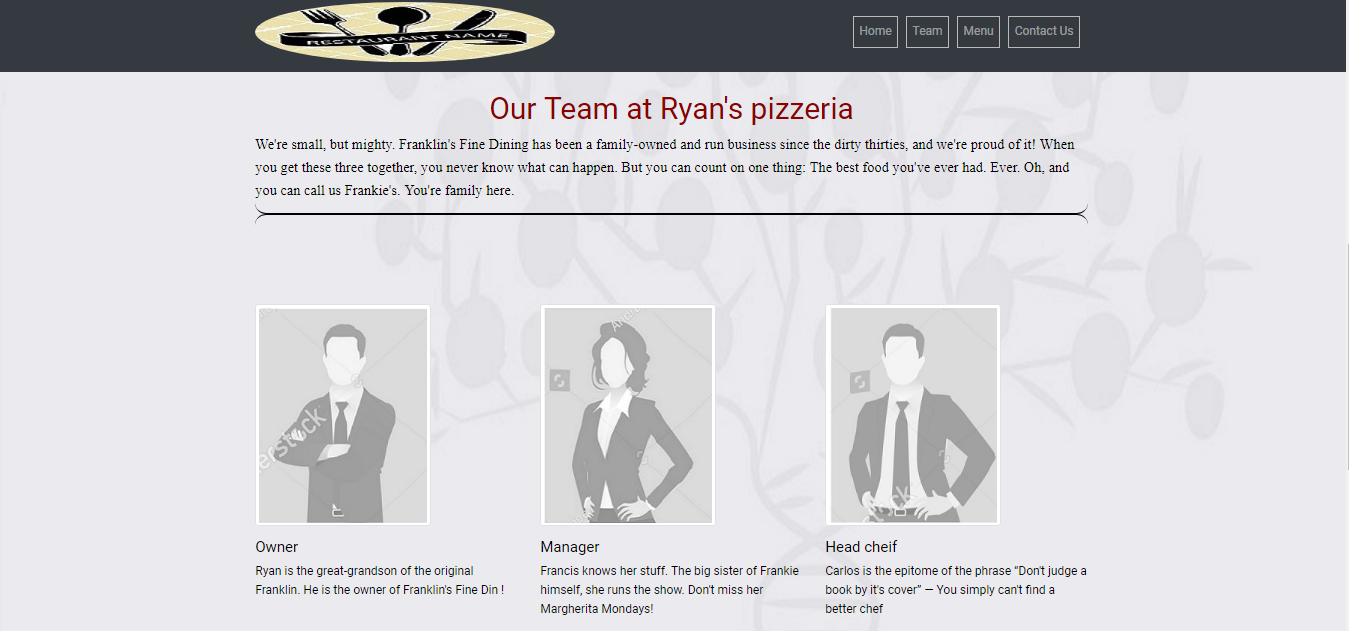 RESTAURANT NAME
Home Team Menu Contact Us
Our Team at Ryan's pizzeria
We're small, but mighty. Franklin's Fine Dining has been a family-owned and run business since the dirty thirties, and we're proud of it! When
you get these three together, you never know what can happen. But you can count on one thing: The best food you've ever had. Ever. Oh, and
you can call us Frankie's. You're family here.
erstock
Owner
Ryan is the great-grandson of the original
Franklin. He is the owner of Franklin's Fine Din !
Manager
Francis knows her stuff. The big sister of Frankie
himself, she runs the show. Don't miss her
Margherita Mondays!
Head cheif
Carlos is the epitome of the phrase “Don't judge a
book by it's cover” — You simply can't find a
better chef